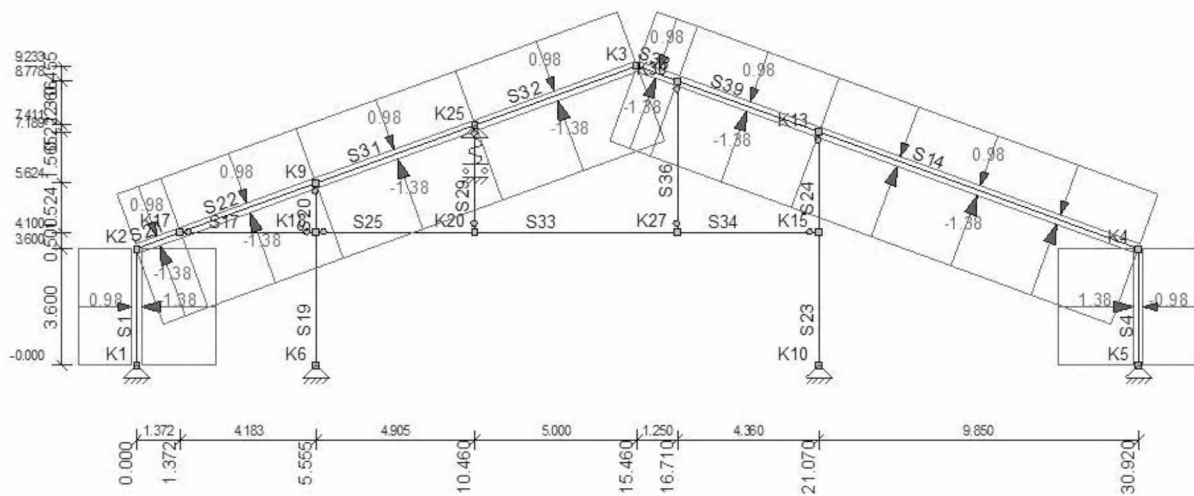 K3
0.98
S39
0.98
9.233
8.778
K25
S32
0.98
-1.38
K13
7.411
0.98
S31
-1.38
S14
0.98
-1.38
5.624
K9
0.98
S22
-1.38
S29
S36
S24
-1.38
0.98
K17
S20
-1.38
4.100
3.600
K2
S17
S25
K20
S33
K27
S34
K15
K4
-1.38
3.600
0.98
1.38
S1
S19
S23
1.38
-0.98
S4
-0.000
K1
K6
K10
K5
1.372
4.183
4.905
5.000
1.250
4.360
9.850
0.000
1.372
5.555
10.460
15.460
16.710
21.070
30.920